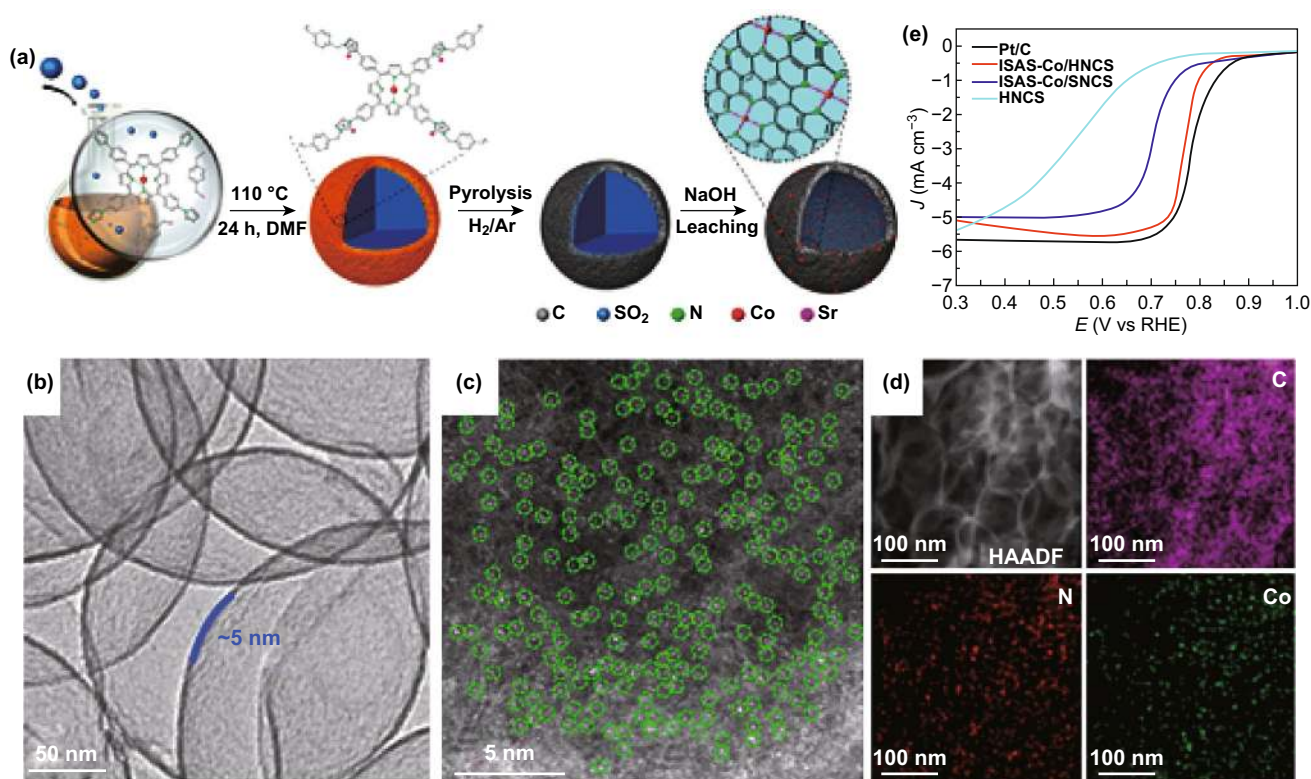 (a)
110 °C
24 h, DMF
Pyrolysis
H₂/Ar
NaOH
Leaching
C
SO₂
N
Co
Sr
(e)
Pt/C
ISAS-Co/HNCS
ISAS-Co/SNCS
HNCS
J (mA cm⁻³)
0
−1
−2
−3
−4
−5
−6
−7
0.3 0.4 0.5 0.6 0.7 0.8 0.9 1.0
E (V vs RHE)
(b)
~5 nm
50 nm
(c)
5 nm
(d)
HAADF
100 nm
C
100 nm
N
100 nm
Co
100 nm